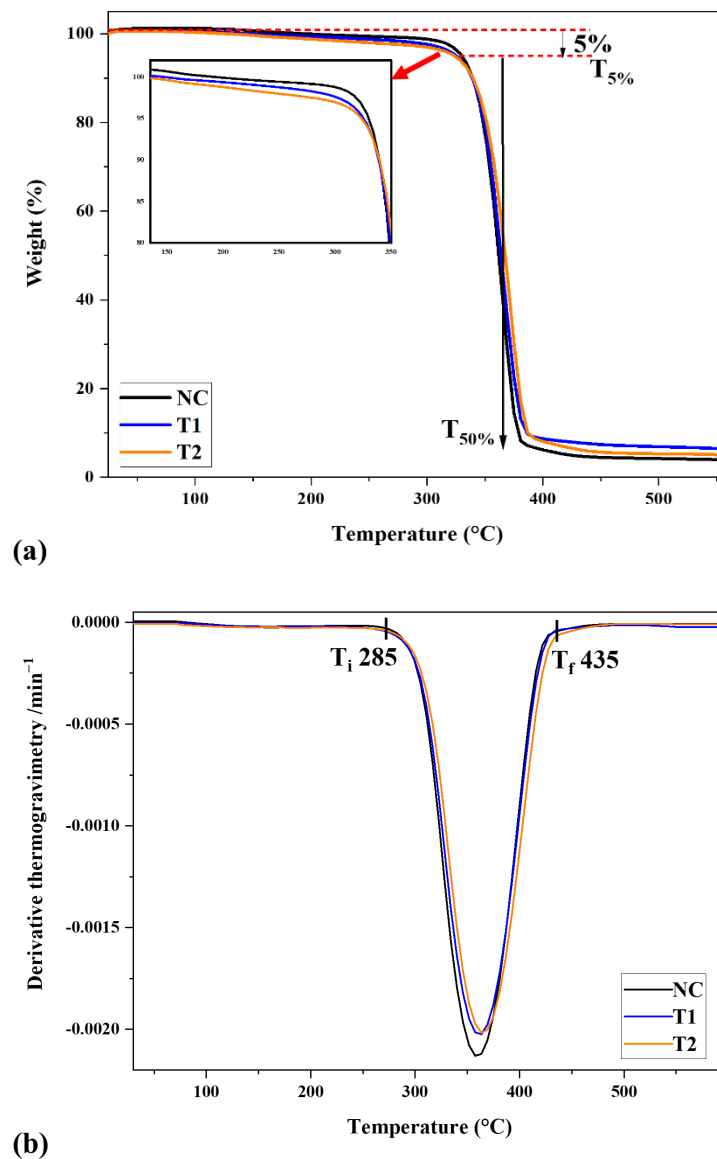 100
5%
T5%
100
95
90
85
80
150
200
250
300
350
80
60
40
20
0
Weight (%)
NC
T1
T2
T50%
100
200
300
400
500
Temperature (°C)
(a)
0.0000
-0.0005
-0.0010
-0.0015
-0.0020
Derivative thermogravimetry /min⁻¹
Ti 285
Tf 435
NC
T1
T2
100
200
300
400
500
Temperature (°C)
(b)